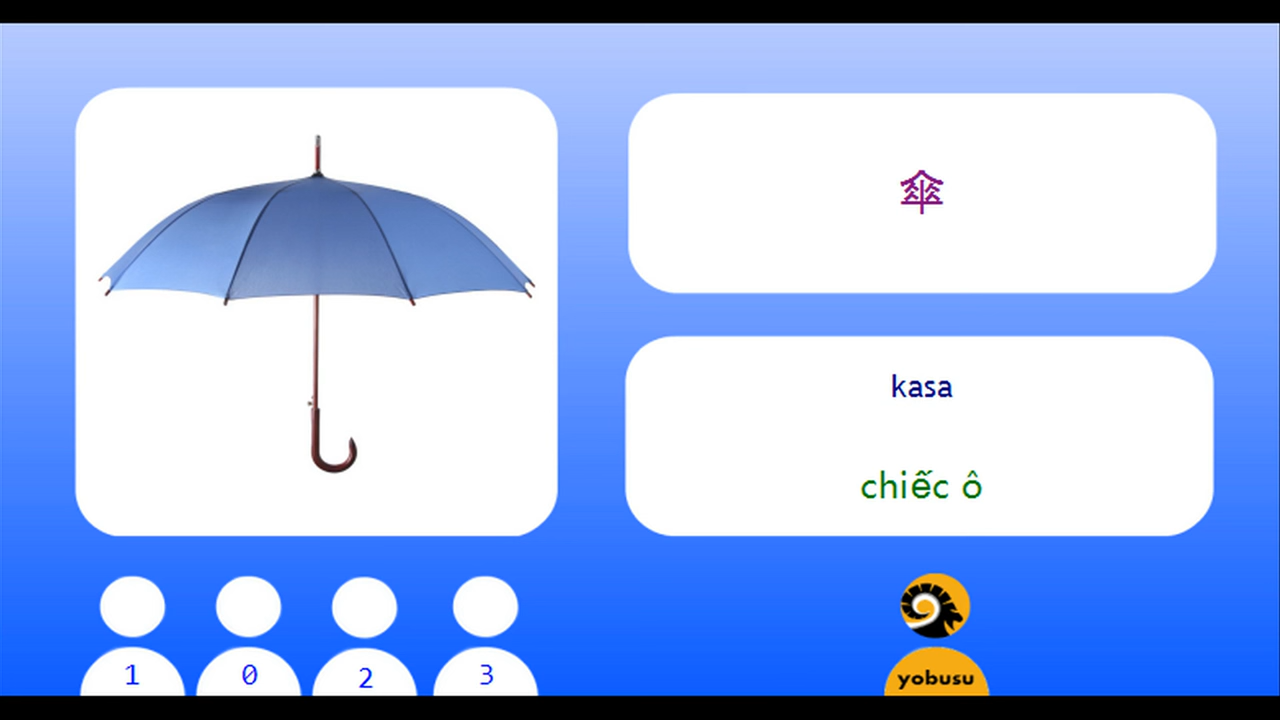 傘
kasa
chiếc ô
1 0 2 3
yobusu